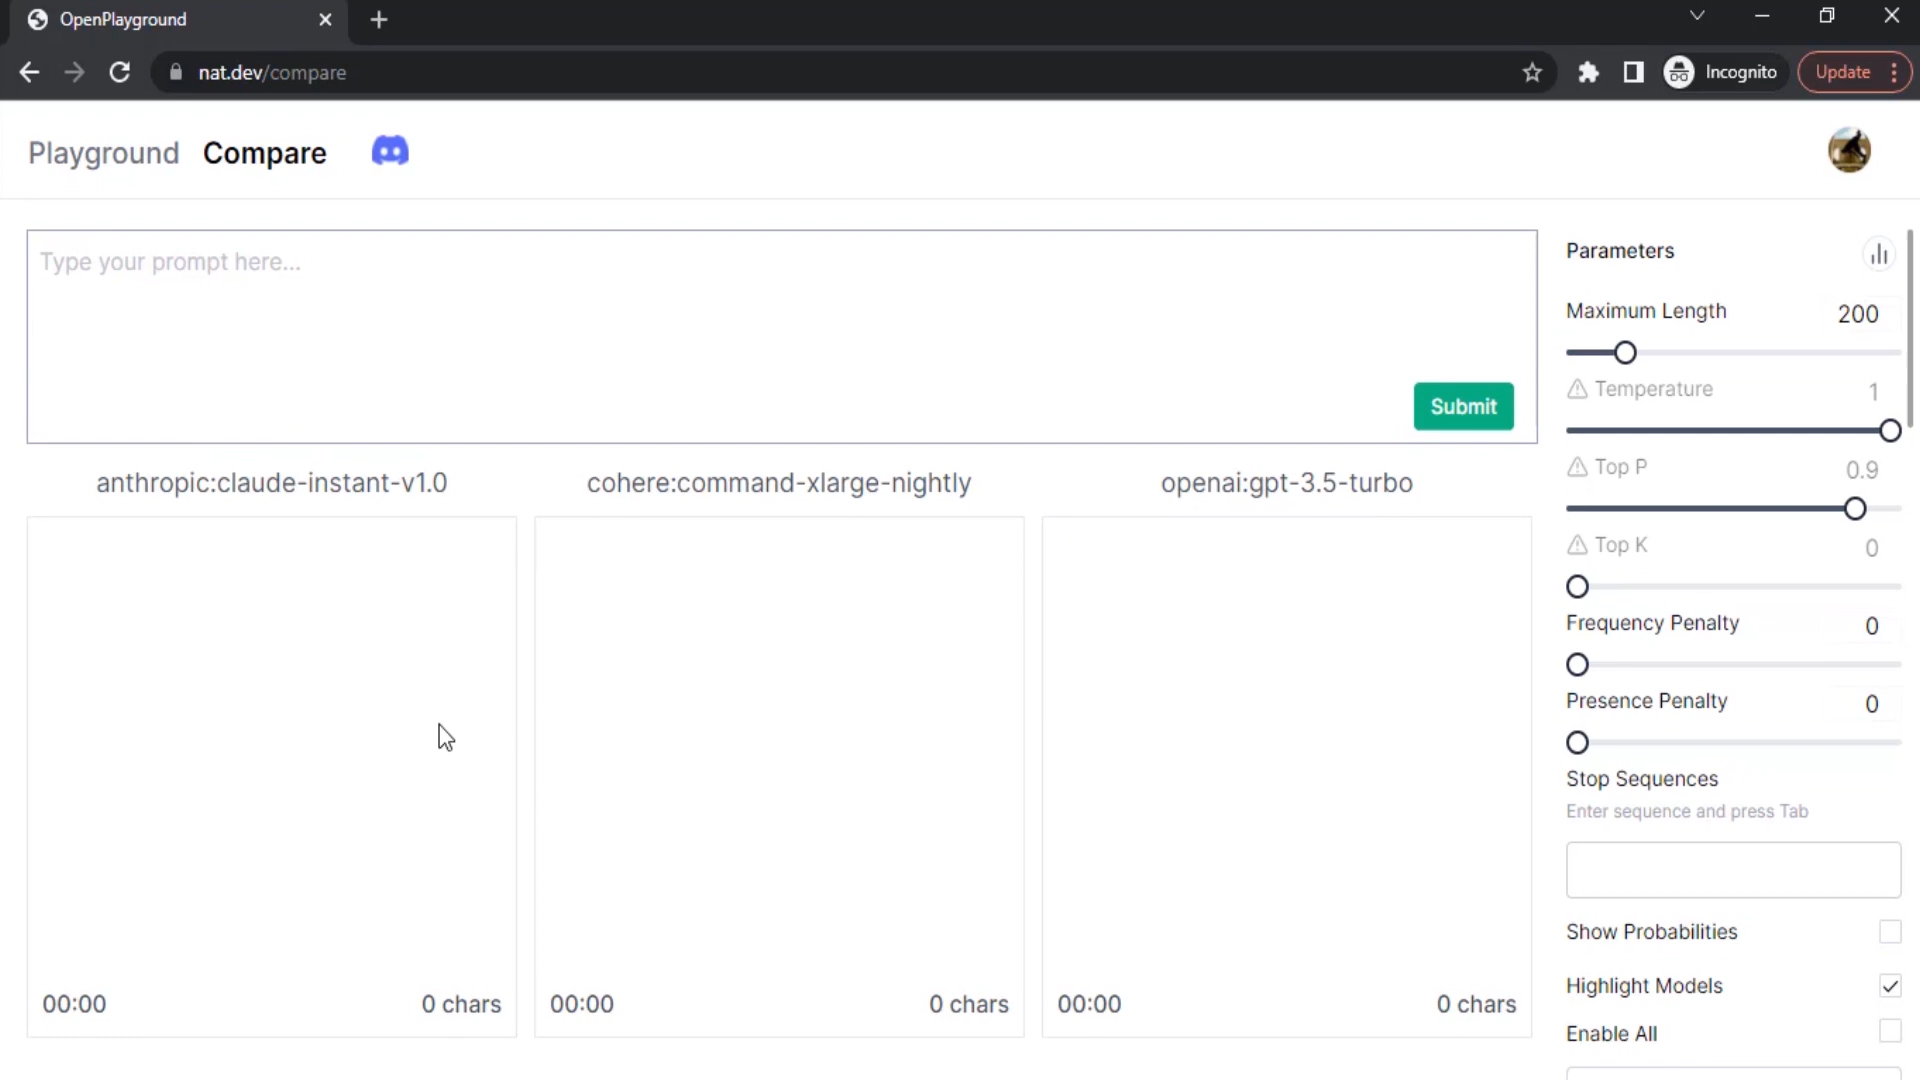 OpenPlayground
nat.dev/compare
Incognito
Update
Playground Compare
Type your prompt here...
Submit
anthropic:claude-instant-v1.0
cohere:command-xlarge-nightly
openai:gpt-3.5-turbo
00:00 0 chars
00:00 0 chars
00:00 0 chars
Parameters
Maximum Length 200
Temperature 1
Top P 0.9
Top K 0
Frequency Penalty 0
Presence Penalty 0
Stop Sequences
Enter sequence and press Tab
Show Probabilities
Highlight Models
Enable All